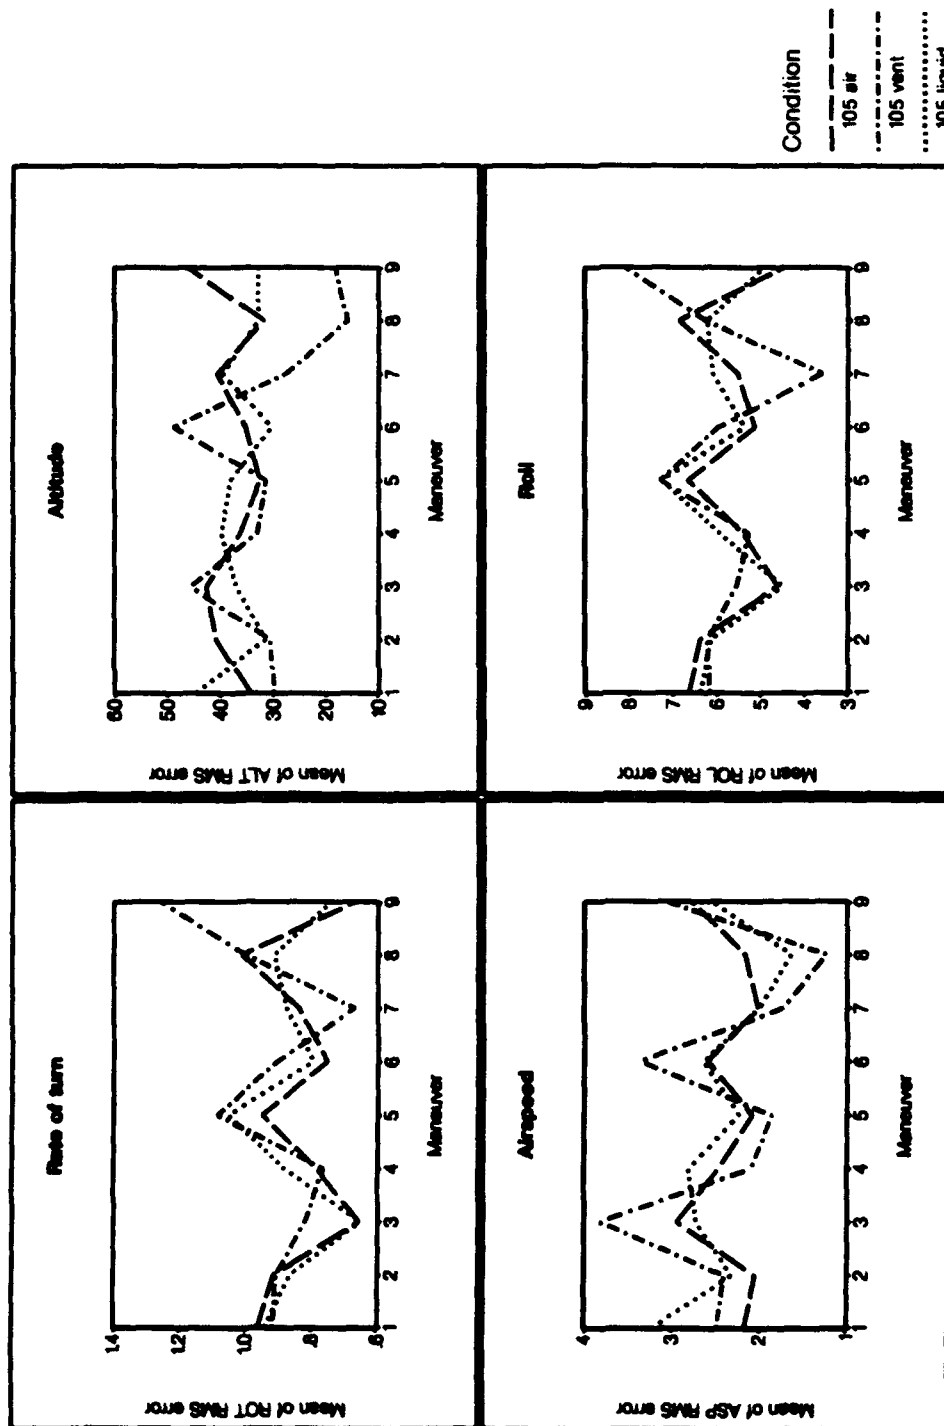 Rate of turn
Mean of ROT RMS error
1.4
1.2
1.0
.8
.6
1 2 3 4 5 6 7 8 9
Maneuver
Altitude
Mean of ALT RMS error
60
50
40
30
20
10
1 2 3 4 5 6 7 8 9
Maneuver
Airspeed
Mean of ASP RMS error
4
3
2
1
1 2 3 4 5 6 7 8 9
Maneuver
Roll
Mean of ROL RMS error
9
8
7
6
5
4
3
1 2 3 4 5 6 7 8 9
Maneuver
Condition
105 air
105 vent
105 liquid